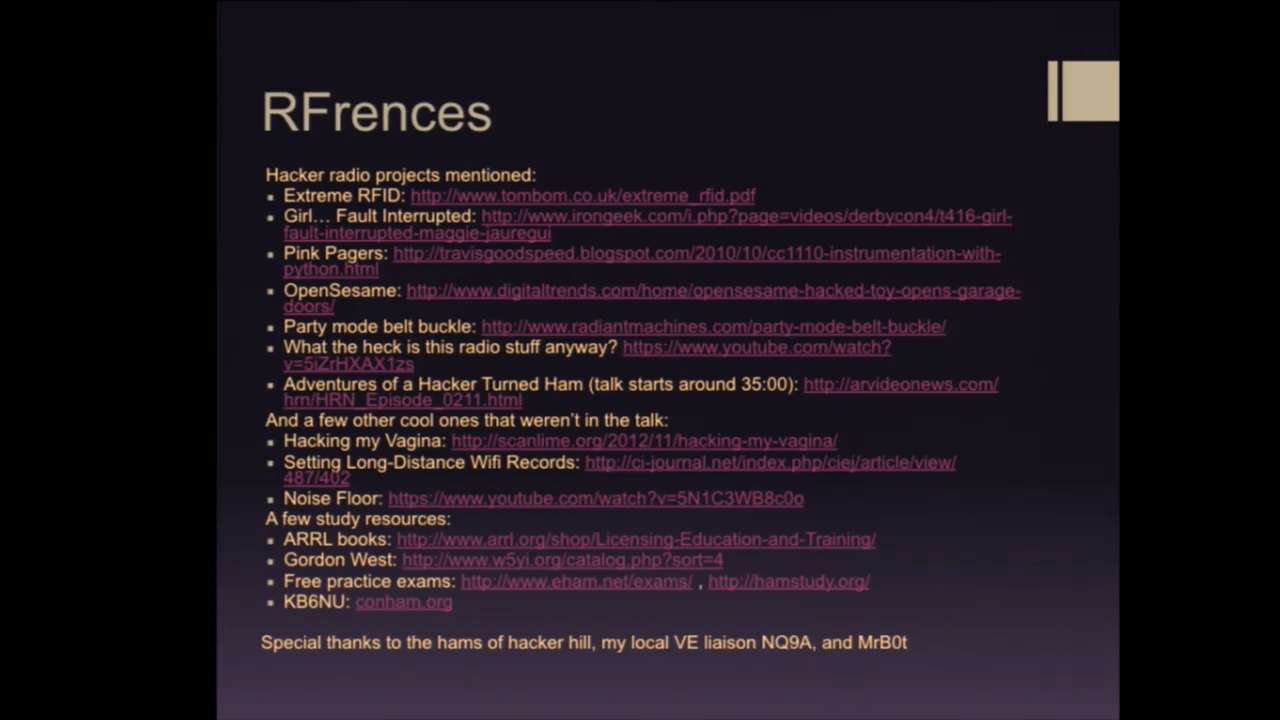 RFrences
Hacker radio projects mentioned:
Extreme RFID: http://www.tombom.co.uk/extreme_rfid.pdf
Girl... Fault Interrupted: http://www.irongeek.com/i.php?page=videos/derbycon4/t416-girl-
fault-interrupted-maggie-jauregui
Pink Pagers: http://travisgoodspeed.blogspot.com/2010/10/cc1110-instrumentation-with-
python.html
OpenSesame: http://www.digitaltrends.com/home/opensesame-hacked-toy-opens-garage-
doors/
Party mode belt buckle: http://www.radiantmachines.com/party-mode-belt-buckle/
What the heck is this radio stuff anyway? https://www.youtube.com/watch?
v=5iZrHXAX1zs
Adventures of a Hacker Turned Ham (talk starts around 35:00): http://arvideonews.com/
hrn/HRN_Episode_0211.html
And a few other cool ones that weren't in the talk:
Hacking my Vagina: http://scanlime.org/2012/11/hacking-my-vagina/
Setting Long-Distance Wifi Records: http://ci-journal.net/index.php/ciej/article/view/
487/402
Noise Floor: https://www.youtube.com/watch?v=5N1C3WB8c0o
A few study resources:
ARRL books: http://www.arrl.org/shop/Licensing-Education-and-Training/
Gordon West: http://www.w5yi.org/catalog.php?sort=4
Free practice exams: http://www.eham.net/exams/ , http://hamstudy.org/
KB6NU: conham.org
Special thanks to the hams of hacker hill, my local VE liaison NQ9A, and MrB0t